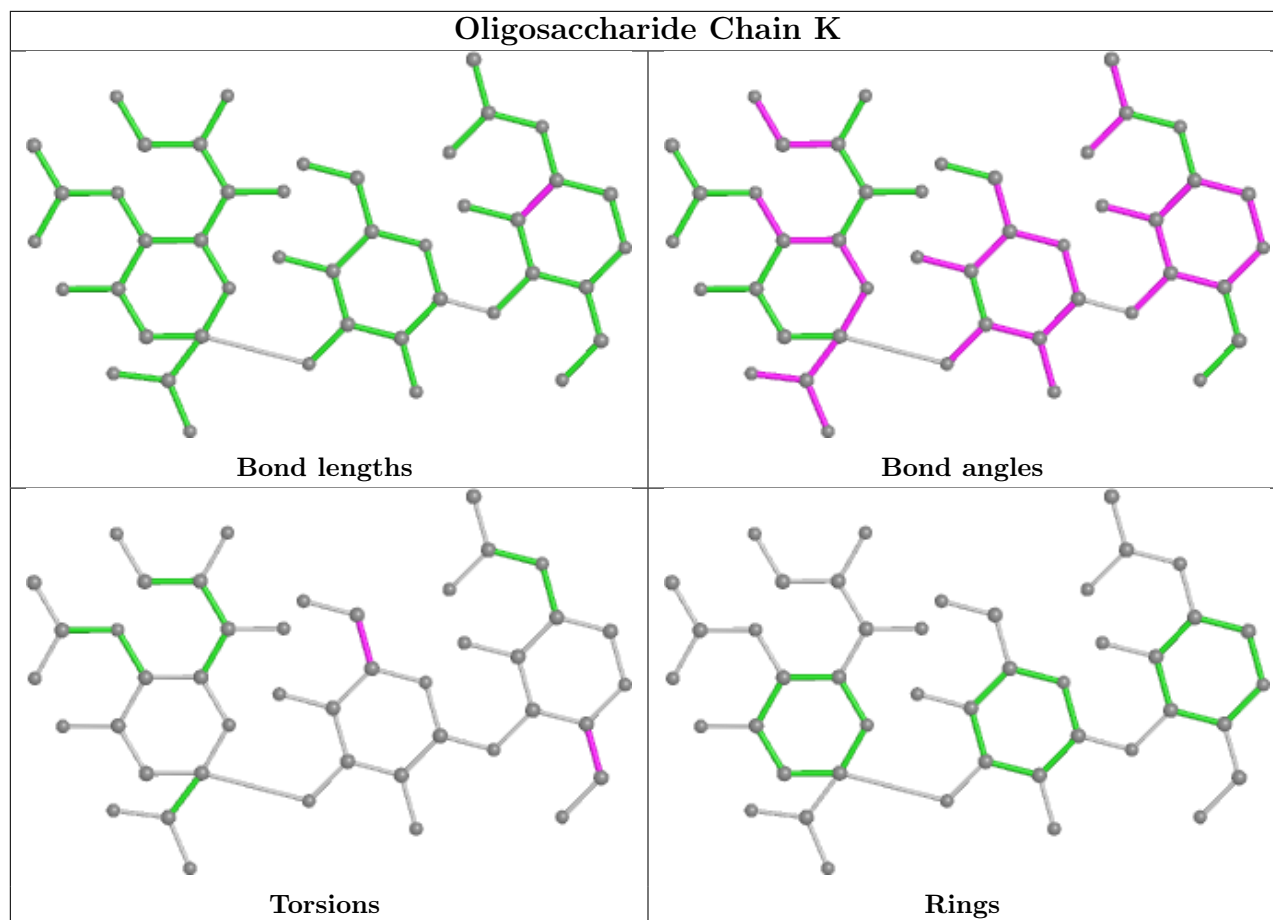 Oligosaccharide Chain K
Bond lengths
Bond angles
Torsions
Rings